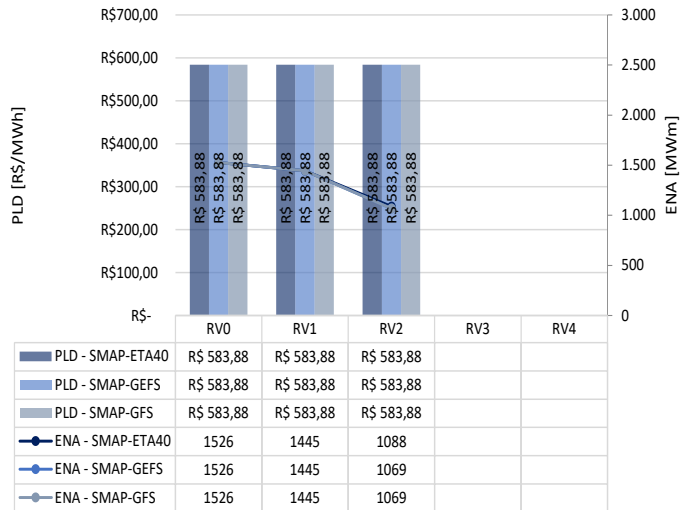 R$700,00
R$600,00
R$500,00
R$400,00
R$300,00
R$200,00
R$100,00
R$-
PLD [R$/MWh]
R$ 583,88
R$ 583,88
R$ 583,88
R$ 583,88
R$ 583,88
R$ 583,88
R$ 583,88
R$ 583,88
R$ 583,88
3.000
2.500
2.000
1.500
1.000
500
0
ENA [MWm]
RV0 RV1 RV2 RV3 RV4
PLD - SMAP-ETA40 R$ 583,88 R$ 583,88 R$ 583,88
PLD - SMAP-GEFS R$ 583,88 R$ 583,88 R$ 583,88
PLD - SMAP-GFS R$ 583,88 R$ 583,88 R$ 583,88
ENA - SMAP-ETA40 1526 1445 1088
ENA - SMAP-GEFS 1526 1445 1069
ENA - SMAP-GFS 1526 1445 1069